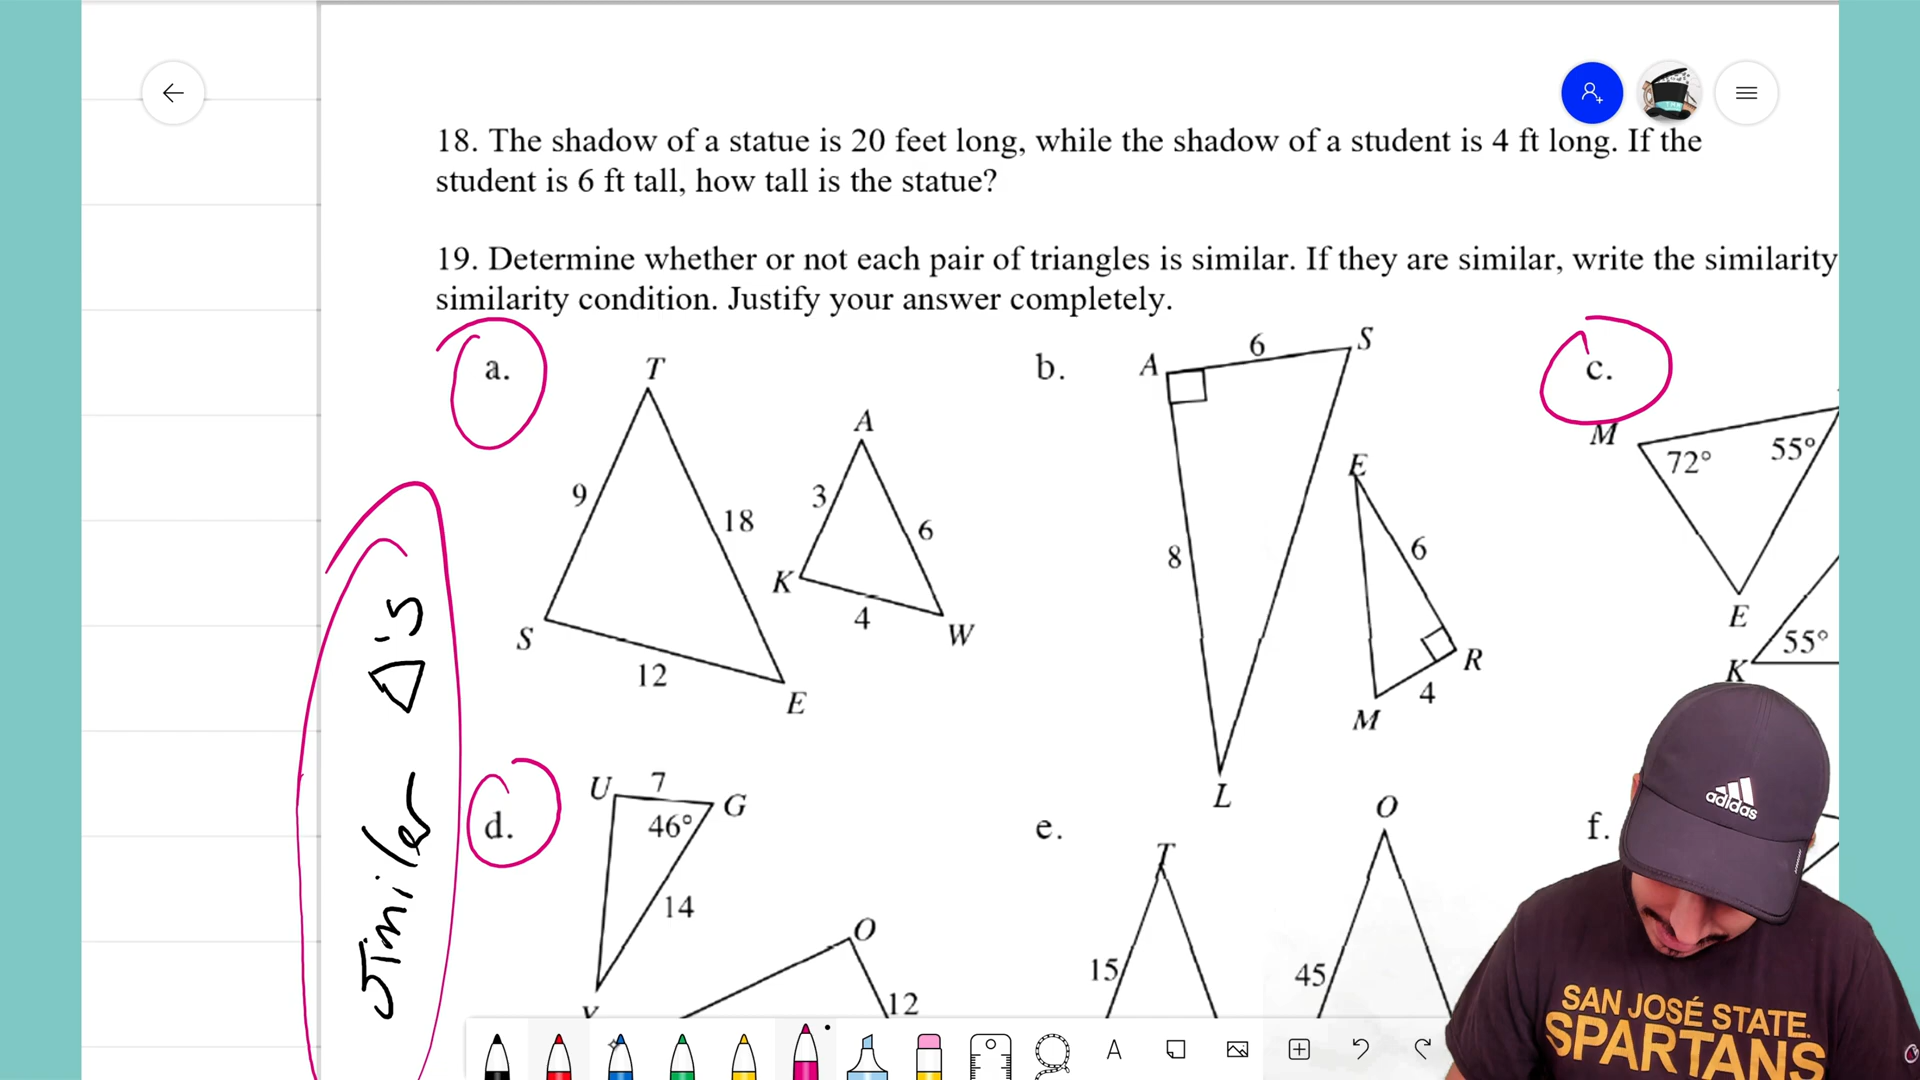 18. The shadow of a statue is 20 feet long, while the shadow of a student is 4 ft long. If the
student is 6 ft tall, how tall is the statue?
19. Determine whether or not each pair of triangles is similar. If they are similar, write the similarity
similarity condition. Justify your answer completely.
a.
T
9
18
S
12
E
A
3
6
K
4
W
b.
A
6
S
8
L
E
6
R
4
M
c.
M
72°
55°
E
K
55°
Similar Δ's
d.
U
7
G
46°
14
O
12
e.
T
15
O
45
f.
adidas
SAN JOSÉ STATE
SPARTANS
A